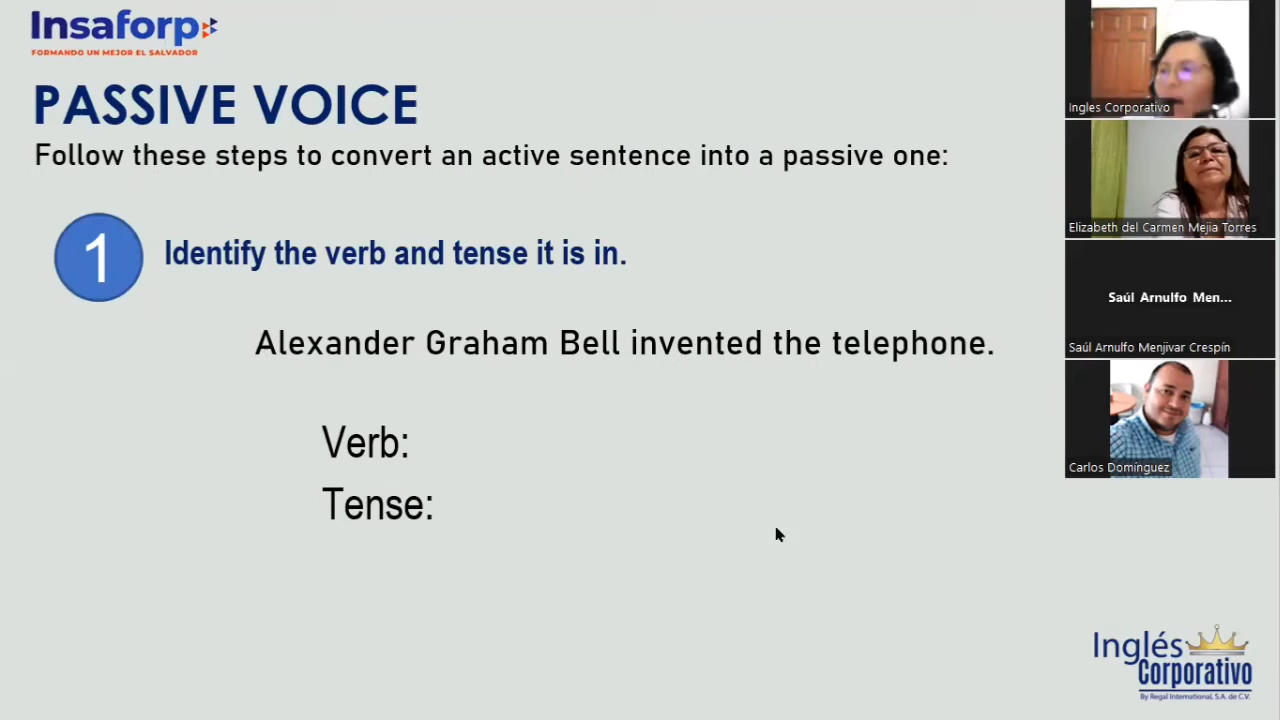 Insaforp
FORMANDO UN MEJOR EL SALVADOR
PASSIVE VOICE
Follow these steps to convert an active sentence into a passive one:
1 Identify the verb and tense it is in.
Alexander Graham Bell invented the telephone.
Verb:
Tense:
Ingles Corporativo
Elizabeth del Carmen Mejia Torres
Saúl Arnulfo Men...
Saúl Arnulfo Menjivar Crespín
Carlos Domínguez
Inglés
Corporativo
By Regal International, S.A. de C.V.